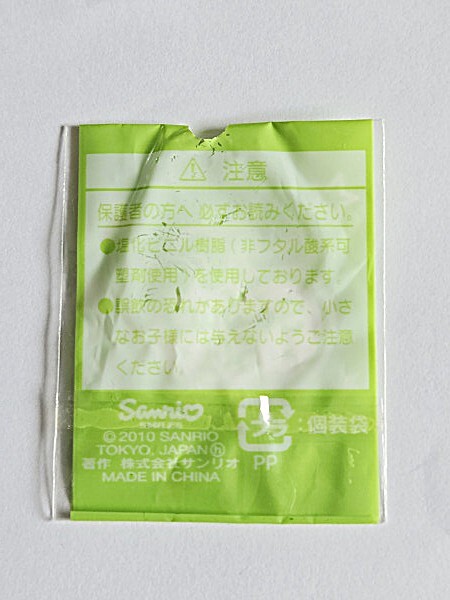 ⚠ 注意
保護者の方へ 必ずお読みください。
●塩化ビニル樹脂(非フタル酸系可
塑剤使用)を使用しております
●誤飲の恐れがありますので、小さ
なお子様には与えないようご注意
ください。
Sanrio
© 2010 SANRIO
TOKYO, JAPAN ⓗ
著作 株式会社サンリオ
MADE IN CHINA
プラ :個装袋
PP